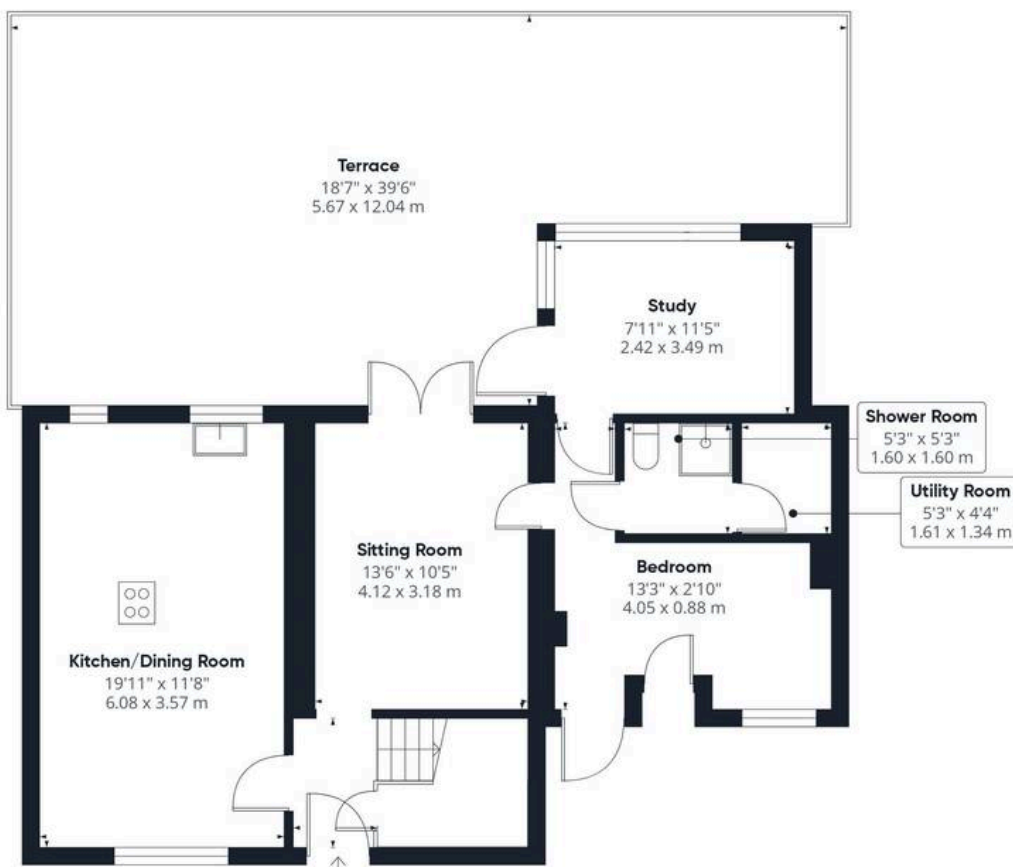 Terrace
18'7" x 39'6"
5.67 x 12.04 m
Study
7'11" x 11'5"
2.42 x 3.49 m
Shower Room
5'3" x 5'3"
1.60 x 1.60 m
Utility Room
5'3" x 4'4"
1.61 x 1.34 m
Sitting Room
13'6" x 10'5"
4.12 x 3.18 m
Bedroom
13'3" x 2'10"
4.05 x 0.88 m
Kitchen/Dining Room
19'11" x 11'8"
6.08 x 3.57 m